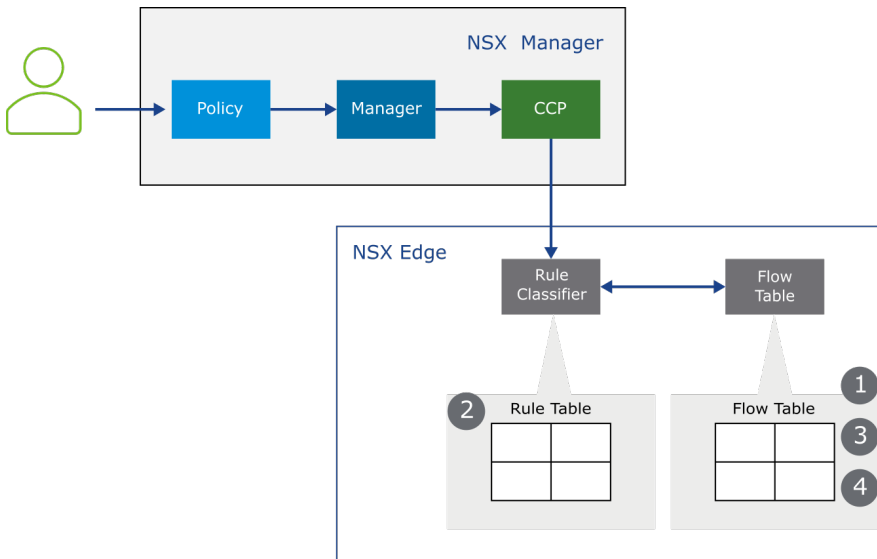 NSX Manager
Policy
Manager
CCP
NSX Edge
Rule
Classifier
Flow
Table
1
2
Rule Table
Flow Table
3
4